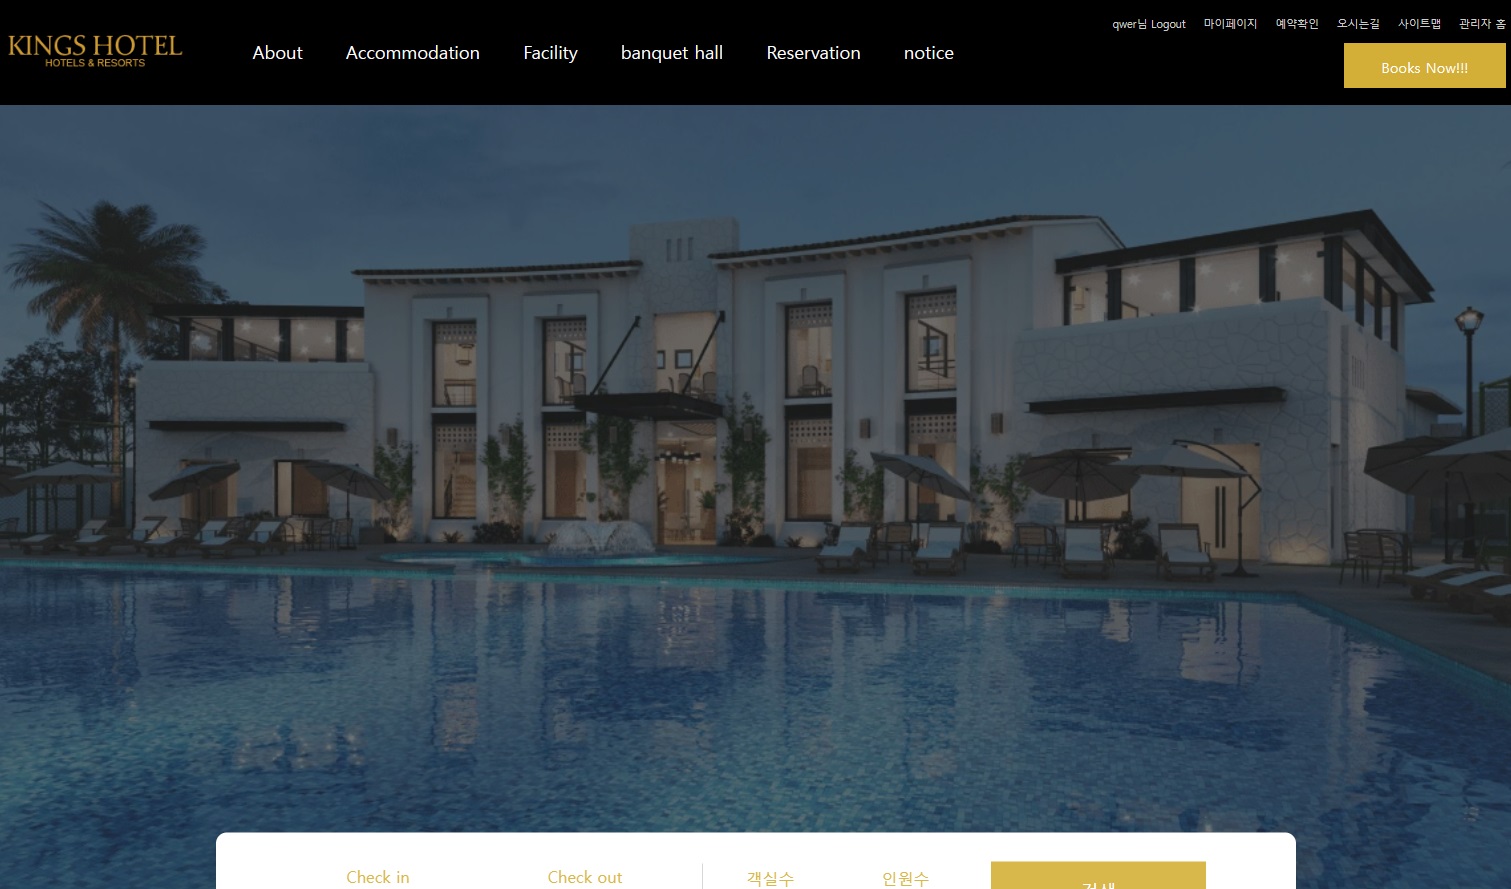 qwer님 Logout 마이페이지 예약확인 오시는길 사이트맵 관리자 홈
KINGS HOTEL
HOTELS & RESORTS
About Accommodation Facility banquet hall Reservation notice
Books Now!!!
Check in Check out 객실수 인원수 검색